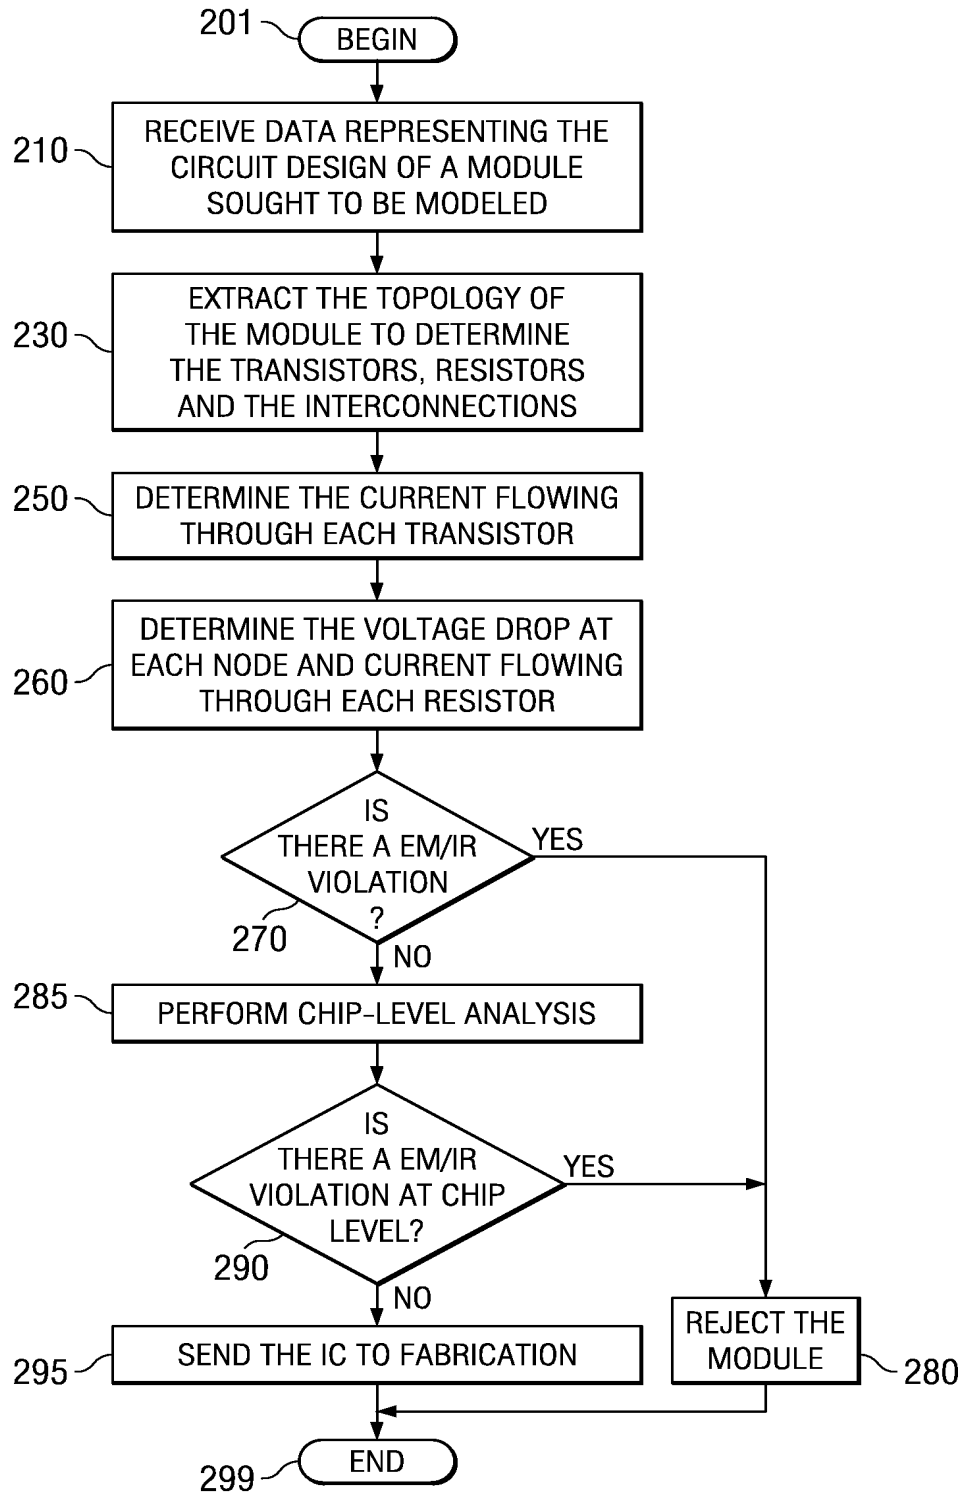 201
BEGIN
210
RECEIVE DATA REPRESENTING THE
CIRCUIT DESIGN OF A MODULE
SOUGHT TO BE MODELED
230
EXTRACT THE TOPOLOGY OF
THE MODULE TO DETERMINE
THE TRANSISTORS, RESISTORS
AND THE INTERCONNECTIONS
250
DETERMINE THE CURRENT FLOWING
THROUGH EACH TRANSISTOR
260
DETERMINE THE VOLTAGE DROP AT
EACH NODE AND CURRENT FLOWING
THROUGH EACH RESISTOR
IS
THERE A EM/IR
VIOLATION
?
270
YES
NO
285
PERFORM CHIP-LEVEL ANALYSIS
IS
THERE A EM/IR
VIOLATION AT CHIP
LEVEL?
290
YES
NO
295
SEND THE IC TO FABRICATION
REJECT THE
MODULE
280
299
END